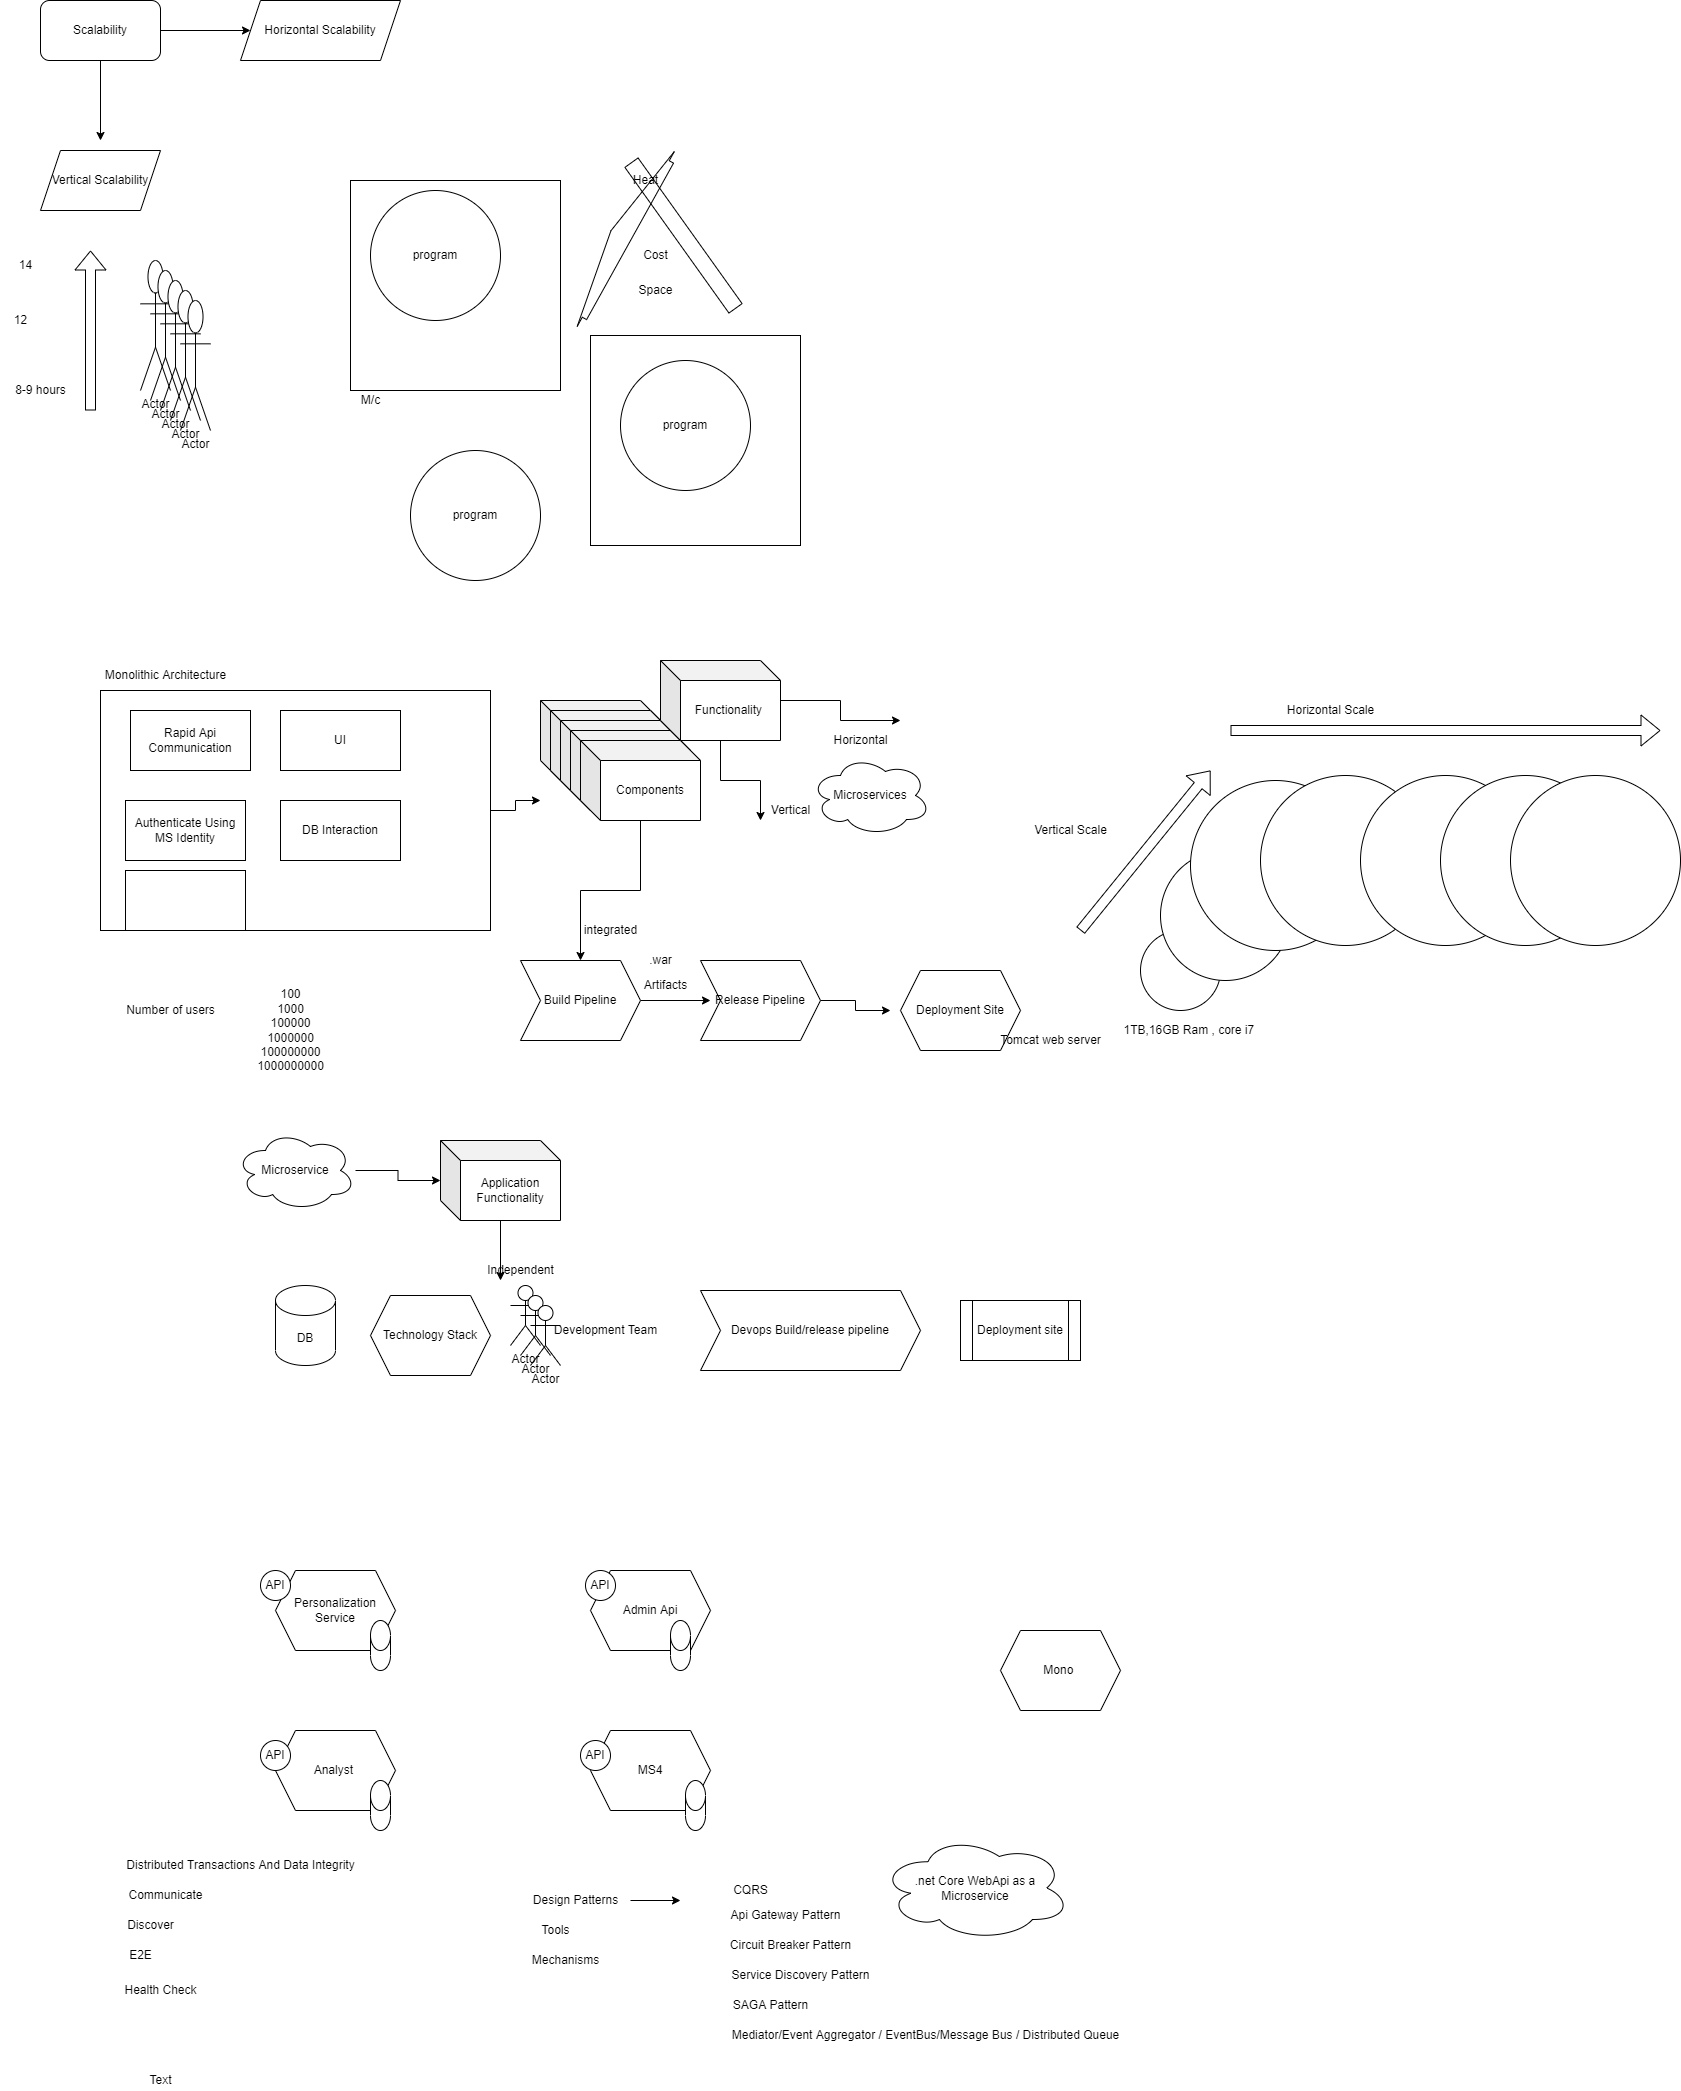 Scalability
Horizontal Scalability
Vertical Scalability
14
12
8-9 hours
Actor
Actor
Actor
Actor
Actor
program
M/c
Heat
Cost
Space
program
program
Monolithic Architecture
Rapid Api
Communication
UI
Authenticate Using
MS Identity
DB Interaction
Functionality
Components
Horizontal
Vertical
Microservices
Horizontal Scale
Vertical Scale
1TB,16GB Ram , core i7
integrated
.war
Artifacts
Build Pipeline
Release Pipeline
Deployment Site
Tomcat web server
Number of users
100
1000
100000
1000000
100000000
1000000000
Microservice
Application
Functionality
Independent
DB
Technology Stack
Actor
Actor
Actor
Development Team
Devops Build/release pipeline
Deployment site
API
Personalization
Service
API
Admin Api
Mono
API
Analyst
API
MS4
Distributed Transactions And Data Integrity
Communicate
Discover
E2E
Health Check
Design Patterns
Tools
Mechanisms
CQRS
Api Gateway Pattern
Circuit Breaker Pattern
Service Discovery Pattern
SAGA Pattern
Mediator/Event Aggregator / EventBus/Message Bus / Distributed Queue
.net Core WebApi as a
Microservice
Text